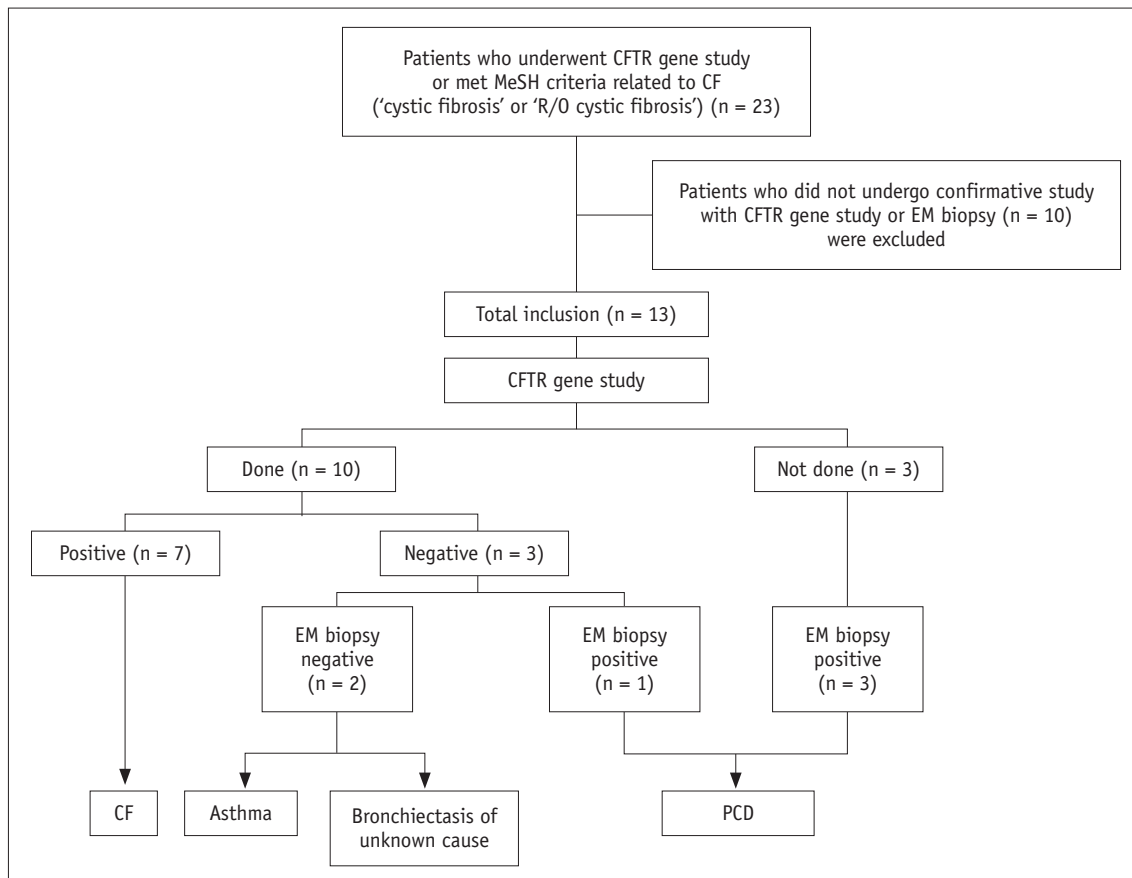 Patients who underwent CFTR gene study
or met MeSH criteria related to CF
(‘cystic fibrosis’ or ‘R/O cystic fibrosis’) (n = 23)
Patients who did not undergo confirmative study
with CFTR gene study or EM biopsy (n = 10)
were excluded
Total inclusion (n = 13)
CFTR gene study
Done (n = 10)
Not done (n = 3)
Positive (n = 7)
Negative (n = 3)
EM biopsy
negative
(n = 2)
EM biopsy
positive
(n = 1)
EM biopsy
positive
(n = 3)
CF
Asthma
Bronchiectasis of
unknown cause
PCD